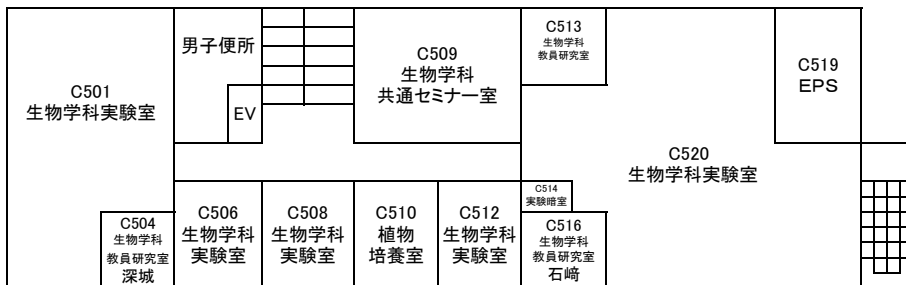 C501
生物学科実験室
C504
生物学科
教員研究室
深城
男子便所
EV
C506
生物学科
実験室
C508
生物学科
実験室
C509
生物学科
共通セミナー室
C510
植物
培養室
C512
生物学科
実験室
C513
生物学科
教員研究室
C514
実験暗室
C516
生物学科
教員研究室
石﨑
C520
生物学科実験室
C519
EPS